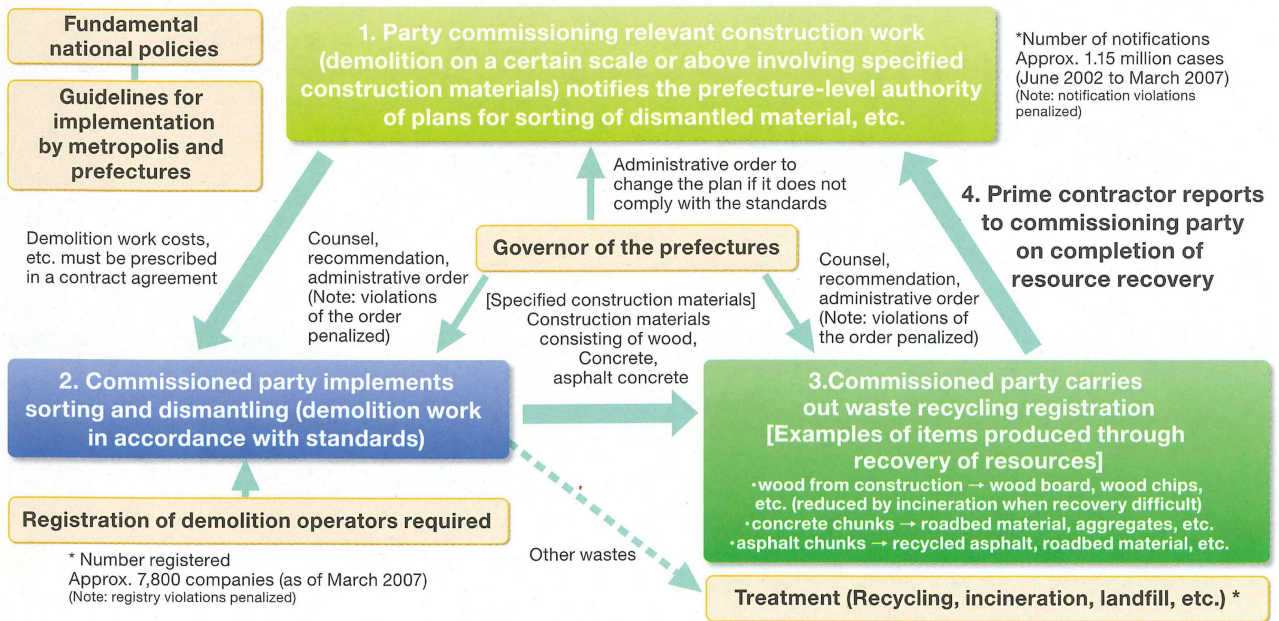 Fundamental
national policies
Guidelines for
implementation
by metropolis and
prefectures
1. Party commissioning relevant construction work
(demolition on a certain scale or above involving specified
construction materials) notifies the prefecture-level authority
of plans for sorting of dismantled material, etc.
*Number of notifications
Approx. 1.15 million cases
(June 2002 to March 2007)
(Note: notification violations
penalized)
Administrative order to
change the plan if it does not
comply with the standards
4. Prime contractor reports
to commissioning party
on completion of
resource recovery
Demolition work costs,
etc. must be prescribed
in a contract agreement
Counsel,
recommendation,
administrative order
(Note: violations
of the order
penalized)
Governor of the prefectures
[Specified construction materials]
Construction materials
consisting of wood,
Concrete,
asphalt concrete
Counsel,
recommendation,
administrative order
(Note: violations of
the order penalized)
2. Commissioned party implements
sorting and dismantling (demolition work
in accordance with standards)
3.Commissioned party carries
out waste recycling registration
[Examples of items produced through
recovery of resources]
・wood from construction → wood board, wood chips,
etc. (reduced by incineration when recovery difficult)
・concrete chunks → roadbed material, aggregates, etc.
・asphalt chunks → recycled asphalt, roadbed material, etc.
Registration of demolition operators required
* Number registered
Approx. 7,800 companies (as of March 2007)
(Note: registry violations penalized)
Other wastes
Treatment (Recycling, incineration, landfill, etc.) *